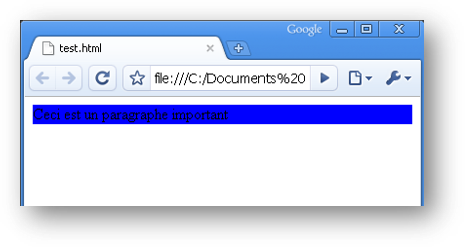 Google
test.html
file:///C:/Documents%20
Ceci est un paragraphe important